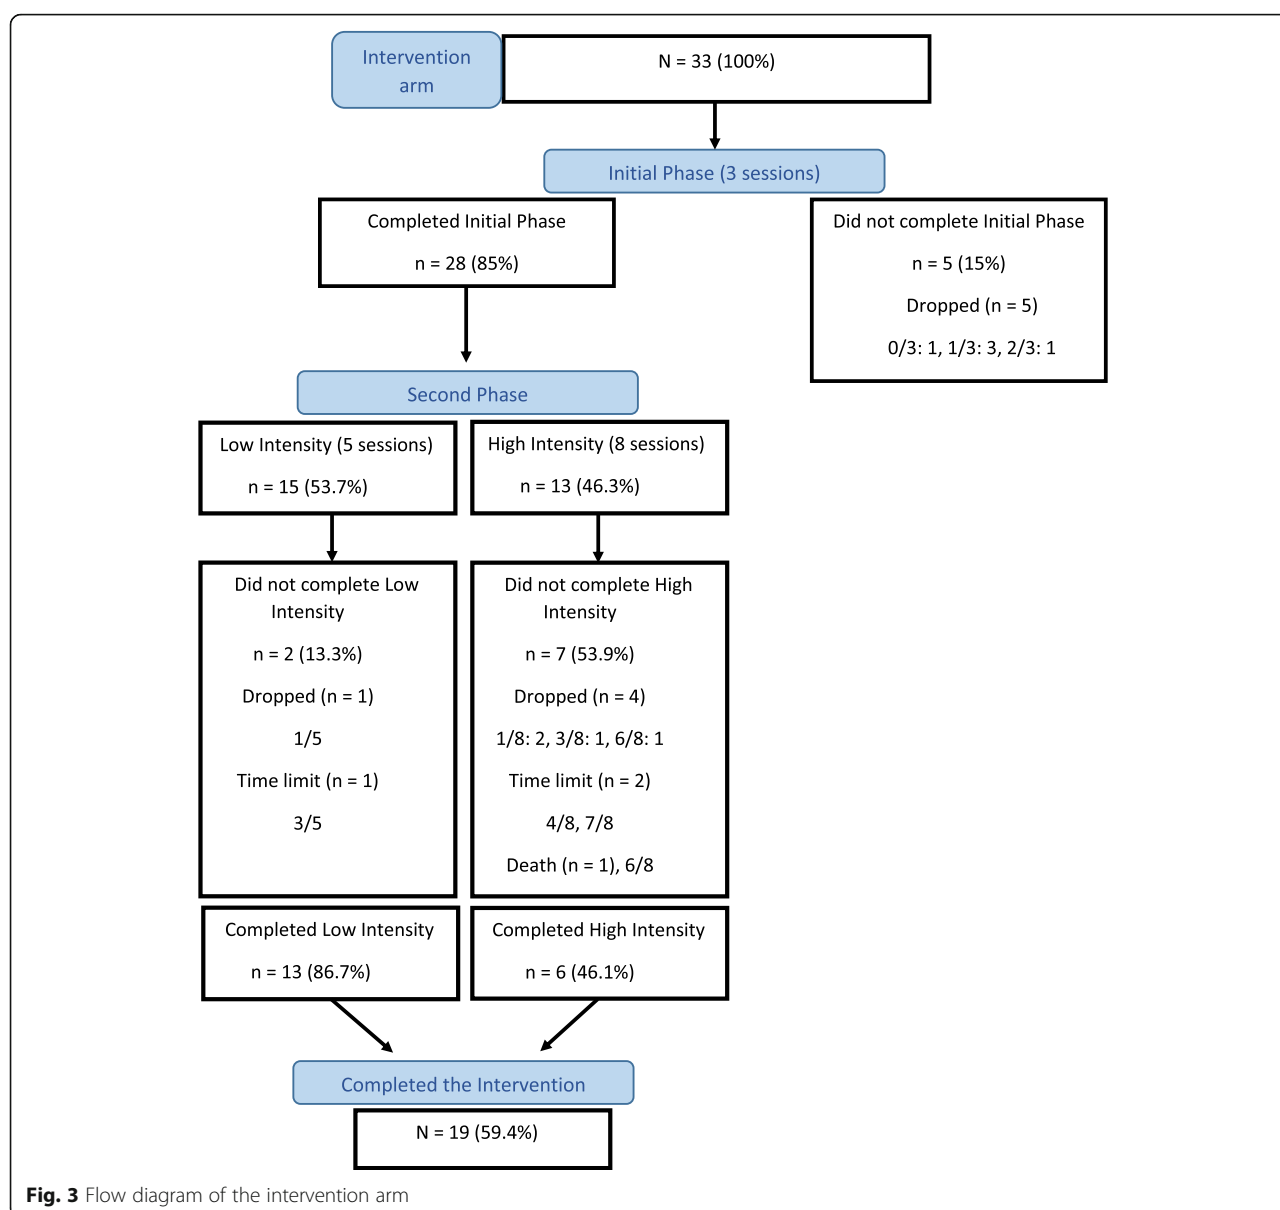 Intervention
arm
N = 33 (100%)
Initial Phase (3 sessions)
Completed Initial Phase
n = 28 (85%)
Did not complete Initial Phase
n = 5 (15%)
Dropped (n = 5)
0/3: 1, 1/3: 3, 2/3: 1
Second Phase
Low Intensity (5 sessions)
n = 15 (53.7%)
High Intensity (8 sessions)
n = 13 (46.3%)
Did not complete Low
Intensity
n = 2 (13.3%)
Dropped (n = 1)
1/5
Time limit (n = 1)
3/5
Did not complete High
Intensity
n = 7 (53.9%)
Dropped (n = 4)
1/8: 2, 3/8: 1, 6/8: 1
Time limit (n = 2)
4/8, 7/8
Death (n = 1), 6/8
Completed Low Intensity
n = 13 (86.7%)
Completed High Intensity
n = 6 (46.1%)
Completed the Intervention
N = 19 (59.4%)
Fig. 3 Flow diagram of the intervention arm